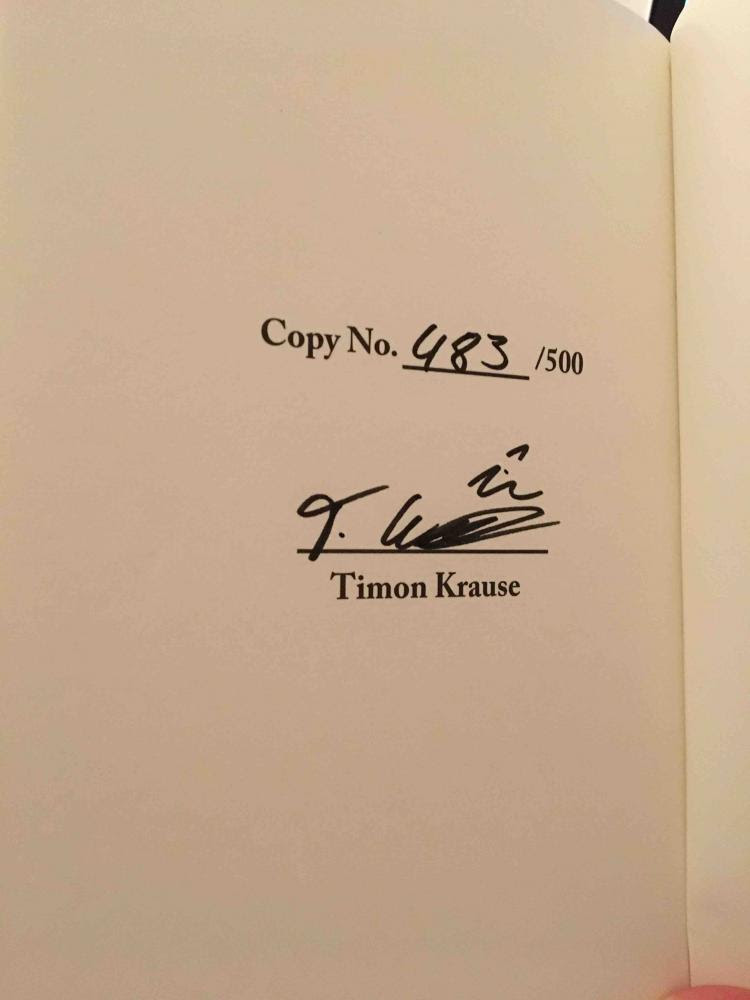 Copy No. 483 /500
T.
Timon Krause